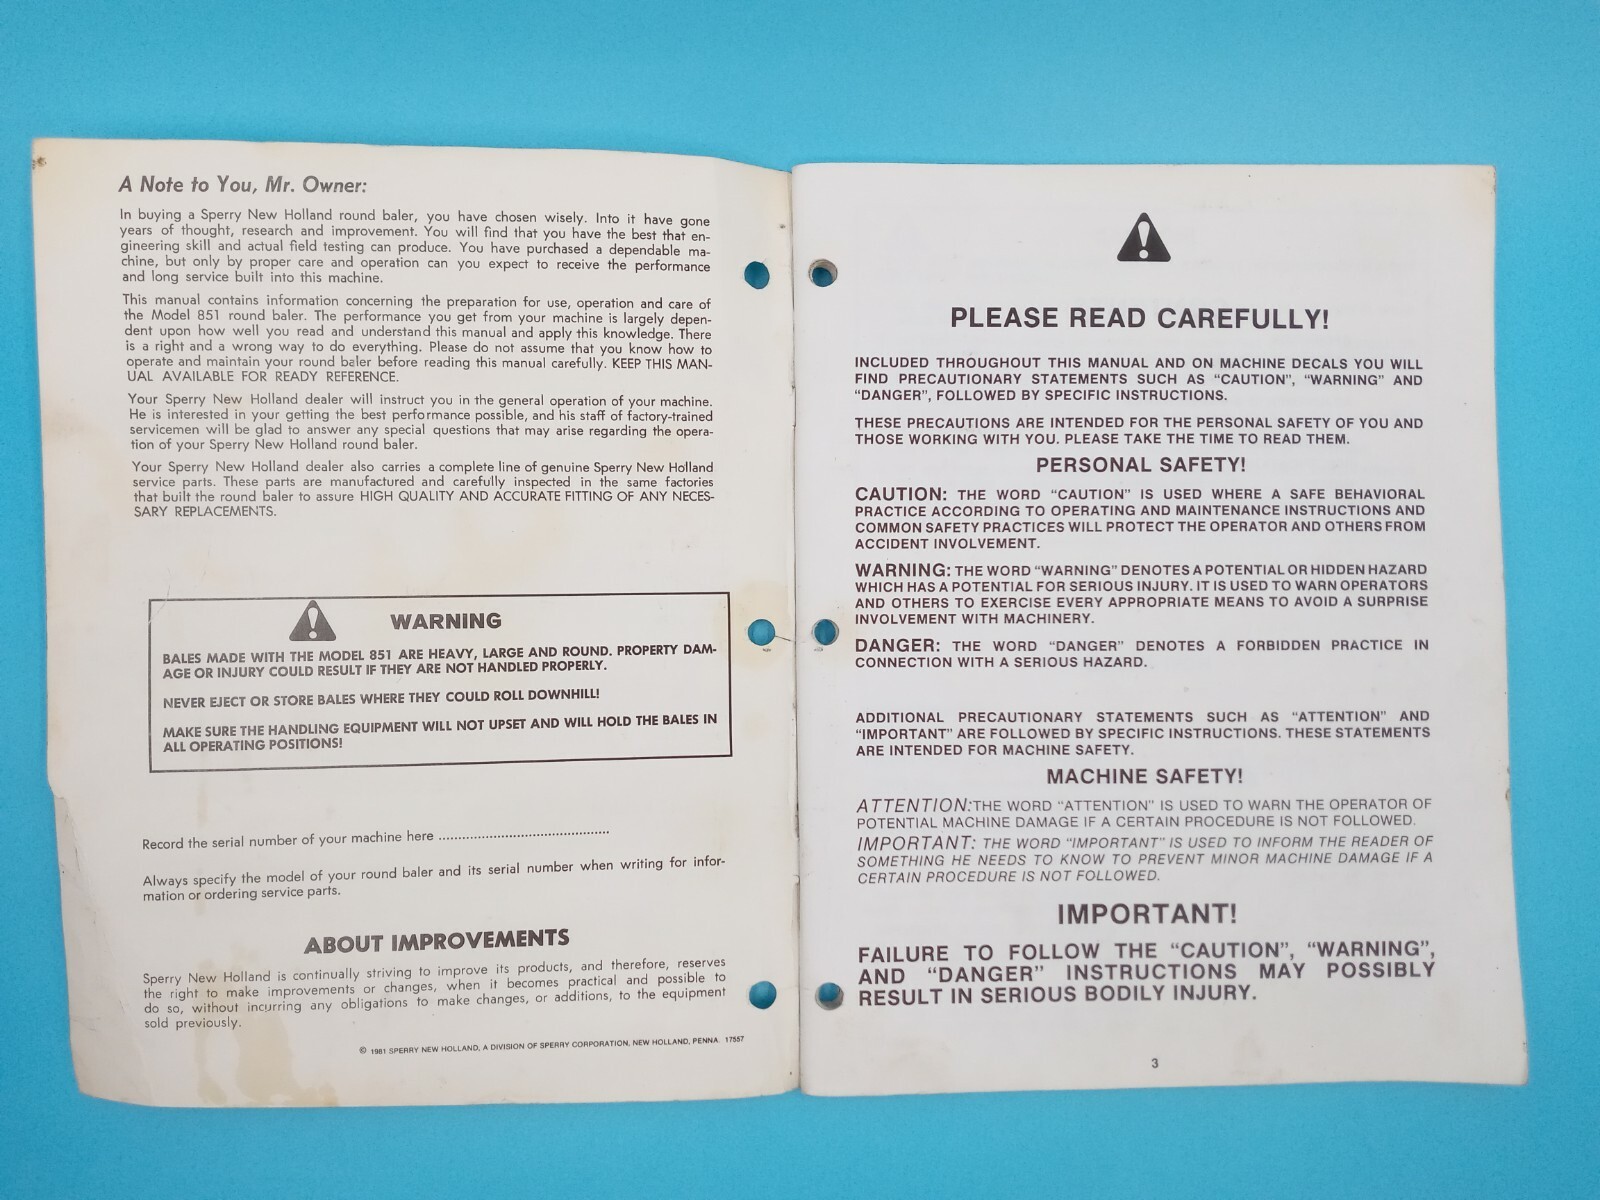 A Note to You, Mr. Owner:
In buying a Sperry New Holland round baler, you have chosen wisely. Into it have gone
years of thought, research and improvement. You will find that you have the best that en-
gineering skill and actual field testing can produce. You have purchased a dependable ma-
chine, but only by proper care and operation can you expect to receive the performance
and long service built into this machine.
This manual contains information concerning the preparation for use, operation and care of
the Model 851 round baler. The performance you get from your machine is largely depen-
dent upon how well you read and understand this manual and apply this knowledge. There
is a right and a wrong way to do everything. Please do not assume that you know how to
operate and maintain your round baler before reading this manual carefully. KEEP THIS MAN-
UAL AVAILABLE FOR READY REFERENCE.
Your Sperry New Holland dealer will instruct you in the general operation of your machine.
He is interested in your getting the best performance possible, and his staff of factory-trained
servicemen will be glad to answer any special questions that may arise regarding the opera-
tion of your Sperry New Holland round baler.
Your Sperry New Holland dealer also carries a complete line of genuine Sperry New Holland
service parts. These parts are manufactured and carefully inspected in the same factories
that built the round baler to assure HIGH QUALITY AND ACCURATE FITTING OF ANY NECES-
SARY REPLACEMENTS.
WARNING
BALES MADE WITH THE MODEL 851 ARE HEAVY, LARGE AND ROUND. PROPERTY DAM-
AGE OR INJURY COULD RESULT IF THEY ARE NOT HANDLED PROPERLY.
NEVER EJECT OR STORE BALES WHERE THEY COULD ROLL DOWNHILL!
MAKE SURE THE HANDLING EQUIPMENT WILL NOT UPSET AND WILL HOLD THE BALES IN
ALL OPERATING POSITIONS!
Record the serial number of your machine here ............................................
Always specify the model of your round baler and its serial number when writing for infor-
mation or ordering service parts.
ABOUT IMPROVEMENTS
Sperry New Holland is continually striving to improve its products, and therefore, reserves
the right to make improvements or changes, when it becomes practical and possible to
do so, without incurring any obligations to make changes, or additions, to the equipment
sold previously.
© 1981 SPERRY NEW HOLLAND, A DIVISION OF SPERRY CORPORATION, NEW HOLLAND, PENNA. 17557
PLEASE READ CAREFULLY!
INCLUDED THROUGHOUT THIS MANUAL AND ON MACHINE DECALS YOU WILL
FIND PRECAUTIONARY STATEMENTS SUCH AS "CAUTION", "WARNING" AND
"DANGER", FOLLOWED BY SPECIFIC INSTRUCTIONS.
THESE PRECAUTIONS ARE INTENDED FOR THE PERSONAL SAFETY OF YOU AND
THOSE WORKING WITH YOU. PLEASE TAKE THE TIME TO READ THEM.
PERSONAL SAFETY!
CAUTION: THE WORD "CAUTION" IS USED WHERE A SAFE BEHAVIORAL
PRACTICE ACCORDING TO OPERATING AND MAINTENANCE INSTRUCTIONS AND
COMMON SAFETY PRACTICES WILL PROTECT THE OPERATOR AND OTHERS FROM
ACCIDENT INVOLVEMENT.
WARNING: THE WORD "WARNING" DENOTES A POTENTIAL OR HIDDEN HAZARD
WHICH HAS A POTENTIAL FOR SERIOUS INJURY. IT IS USED TO WARN OPERATORS
AND OTHERS TO EXERCISE EVERY APPROPRIATE MEANS TO AVOID A SURPRISE
INVOLVEMENT WITH MACHINERY.
DANGER: THE WORD "DANGER" DENOTES A FORBIDDEN PRACTICE IN
CONNECTION WITH A SERIOUS HAZARD.
ADDITIONAL PRECAUTIONARY STATEMENTS SUCH AS "ATTENTION" AND
"IMPORTANT" ARE FOLLOWED BY SPECIFIC INSTRUCTIONS. THESE STATEMENTS
ARE INTENDED FOR MACHINE SAFETY.
MACHINE SAFETY!
ATTENTION: THE WORD "ATTENTION" IS USED TO WARN THE OPERATOR OF
POTENTIAL MACHINE DAMAGE IF A CERTAIN PROCEDURE IS NOT FOLLOWED.
IMPORTANT: THE WORD "IMPORTANT" IS USED TO INFORM THE READER OF
SOMETHING HE NEEDS TO KNOW TO PREVENT MINOR MACHINE DAMAGE IF A
CERTAIN PROCEDURE IS NOT FOLLOWED.
IMPORTANT!
FAILURE TO FOLLOW THE "CAUTION", "WARNING",
AND "DANGER" INSTRUCTIONS MAY POSSIBLY
RESULT IN SERIOUS BODILY INJURY.
3